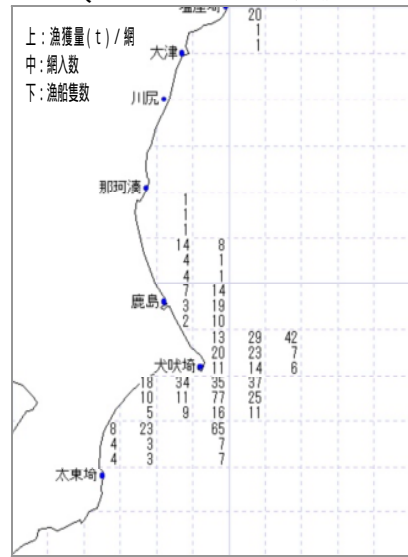 塩屋埼
20
1
1
上：漁獲量(t)/網
中：網入数
下：漁船隻数
大津
川尻
那珂湊
1
1
1
14 8
4 1
4 1
7 14
鹿島 3 19
2 10
13 29 42
20 23 7
犬吠埼 11 14 6
18 34 35 37
10 11 77 25
5 9 16 11
8 23 65
4 3 7
4 3 7
太東埼